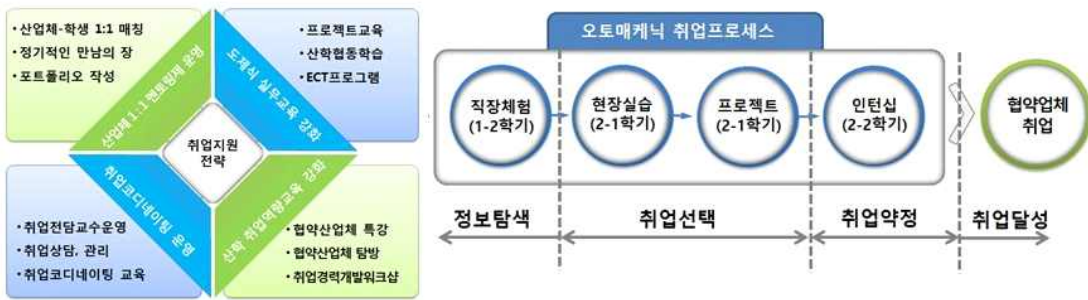 • 산업체-학생 1:1 매칭
• 정기적인 만남의 장
• 포트폴리오 작성
산업체 1:1 멘토링제 운영
도제식 실무교육 강화
• 프로젝트교육
• 산학협동학습
• ECT프로그램
취업지원
전략
• 취업전담교수운영
• 취업상담, 관리
• 취업코디네이팅 교육
취업코디네이팅 운영
산학 취업역량교육 강화
• 협약산업체 특강
• 협약산업체 탐방
• 취업경력개발워크샵
오토매케닉 취업프로세스
직장체험
(1-2학기)
현장실습
(2-1학기)
프로젝트
(2-1학기)
인턴십
(2-2학기)
협약업체
취업
정보탐색
취업선택
취업약정
취업달성